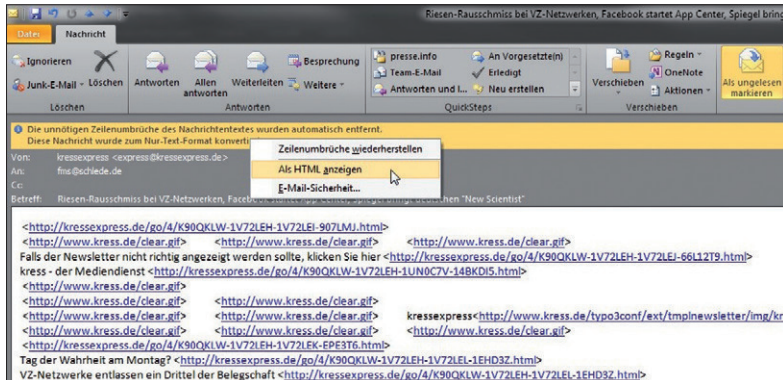 Riesen-Rausschmiss bei VZ-Netzwerken, Facebook startet App Center, Spiegel bring
Datei Nachricht
Ignorieren
Junk-E-Mail Löschen
Antworten Allen antworten Weiterleiten
Besprechung
Weitere
presse.info
Team-E-Mail
Antworten und l...
An Vorgesetzte(n)
Erledigt
Neu erstellen
Verschieben
Regeln
OneNote
Aktionen
Als ungelesen markieren
Löschen Antworten QuickSteps Verschieben
Die unnötigen Zeilenumbrüche des Nachrichtentextes wurden automatisch entfernt.
Diese Nachricht wurde zum Nur-Text-Format konverti
Zeilenumbrüche wiederherstellen
Als HTML anzeigen
E-Mail-Sicherheit...
Von: kressexpress <express@kressexpress.de>
An: fms@schlede.de
Cc:
Betreff: Riesen-Rausschmiss bei VZ-Netzwerken, "New Scientist"
<http://kressexpress.de/go/4/K90QKLW-1V72LEH-1V72LEI-907LMJ.html>
<http://www.kress.de/clear.gif> <http://www.kress.de/clear.gif> <http://www.kress.de/clear.gif>
Falls der Newsletter nicht richtig angezeigt werden sollte, klicken Sie hier <http://kressexpress.de/go/4/K90QKLW-1V72LEH-1V72LEJ-66L12T9.html>
kress - der Mediendienst <http://kressexpress.de/go/4/K90QKLW-1V72LEH-1UN0C7V-14BKDI5.html>
<http://www.kress.de/clear.gif>
<http://www.kress.de/clear.gif> <http://www.kress.de/clear.gif>
<http://www.kress.de/clear.gif> <http://www.kress.de/clear.gif> kressexpress<http://www.kress.de/typo3conf/ext/tmplnewsletter/img/kr
<http://www.kress.de/clear.gif> <http://www.kress.de/clear.gif> <http://www.kress.de/clear.gif>
<http://kressexpress.de/go/4/K90QKLW-1V72LEH-1V72LEK-EPE3T6.html>
Tag der Wahrheit am Montag? <http://kressexpress.de/go/4/K90QKLW-1V72LEH-1V72LEL-1EHD3Z.html>
VZ-Netzwerke entlassen ein Drittel der Belegschaft <http://kressexpress.de/go/4/K90QKLW-1V72LEH-1V72LEL-1EHD3Z.html>